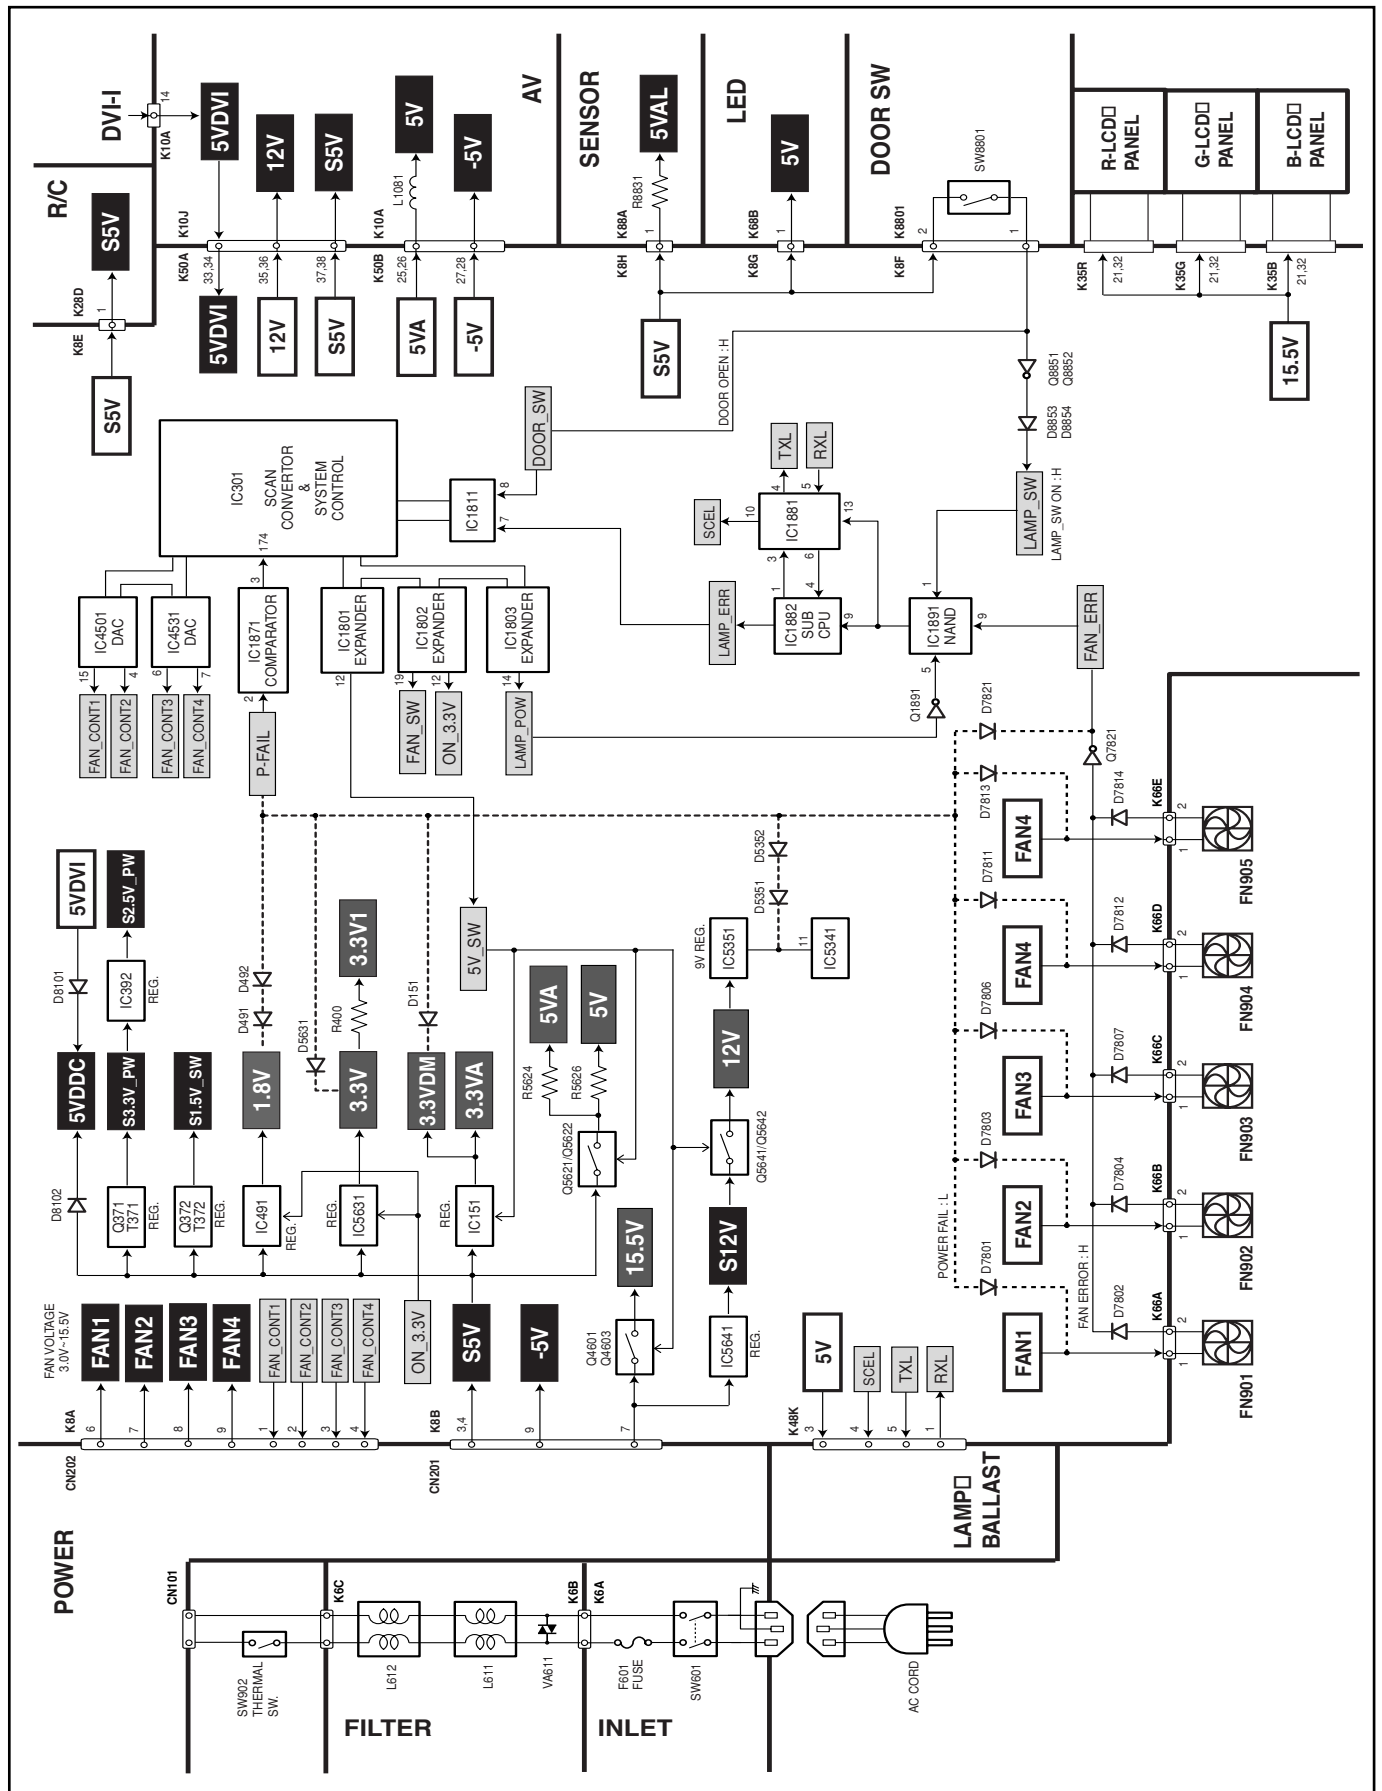 POWER
CN101
SW902
THERMAL
SW.
K6C
FILTER
L612
L611
VA611
K6B
K6A
INLET
F601
FUSE
SW601
AC CORD
LAMP
BALLAST
CN202
K8A
6
7
8
9
1
2
3
4
FAN VOLTAGE
3.0V~15.5V
FAN1
FAN2
FAN3
FAN4
FAN_CONT1
FAN_CONT2
FAN_CONT3
FAN_CONT4
ON_3.3V
CN201
K8B
3,4
9
7
S5V
-5V
Q4601
Q4603
15.5V
IC5641
REG.
S12V
Q5641/Q5642
12V
9V REG.
IC5351
IC5341
11
D5351
D5352
K48K
3
4
5
1
5V
SCEL
TXL
RXL
D8102
5VDDC
D8101
5VDVI
Q371
T371
REG.
S3.3V_PW
IC392
REG.
S2.5V_PW
Q372
T372
REG.
S1.5V_SW
IC491
REG.
1.8V
D491
D492
IC5631
REG.
3.3V
D5631
R400
3.3V1
IC151
REG.
3.3VDM
3.3VA
D151
Q5621/Q5622
R5624
R5626
5VA
5V
5V_SW
P-FAIL
2
IC1871
COMPARATOR
3
174
FAN_CONT1
FAN_CONT2
FAN_CONT3
FAN_CONT4
15
4
6
7
IC4501
DAC
IC4531
DAC
IC301
SCAN
CONVERTOR
&
SYSTEM
CONTROL
12
IC1801
EXPANDER
19
12
IC1802
EXPANDER
14
IC1803
EXPANDER
FAN_SW
ON_3.3V
LAMP_POW
IC1811
7
8
DOOR_SW
DOOR OPEN : H
LAMP_ERR
IC1882
SUB
CPU
1
4
9
IC1881
3
6
10
4
5
13
SCEL
TXL
RXL
IC1891
NAND
1
5
9
Q1891
LAMP_SW
LAMP_SW ON : H
D8853
D8854
Q8851
Q8852
FAN_ERR
POWER FAIL : L
FAN ERROR : H
FAN1
D7801
D7802
K66A
1
2
FN901
FAN2
D7803
D7804
K66B
1
2
FN902
FAN3
D7806
D7807
K66C
1
2
FN903
FAN4
D7811
D7812
K66D
1
2
FN904
FAN4
D7813
D7814
K66E
1
2
FN905
D7821
Q7821
R/C
K8E
K28D
1
S5V
S5V
DVI-I
K10A
14
5VDVI
K50A
K10J
33,34
35,36
37,38
5VDVI
12V
12V
S5V
S5V
K50B
K10A
25,26
27,28
5VA
L1081
5V
-5V
-5V
AV
SENSOR
K8H
K88A
1
R8831
5VAL
S5V
LED
K8G
K68B
1
5V
DOOR SW
K8F
K8801
2
1
SW8801
K35R
21,32
K35G
21,32
K35B
21,32
15.5V
R-LCD
PANEL
G-LCD
PANEL
B-LCD
PANEL